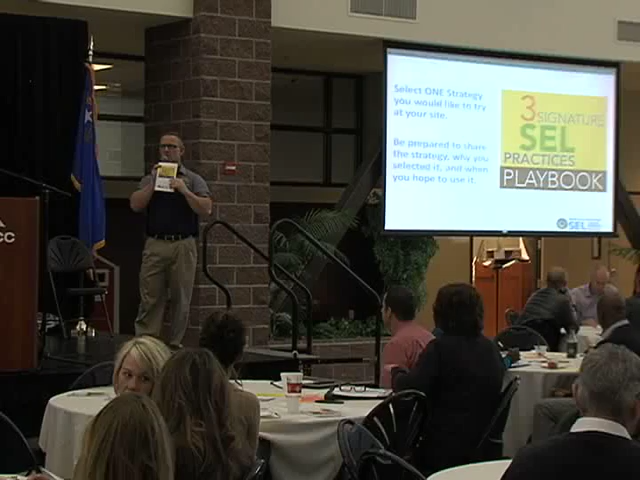 Select ONE Strategy
you would like to try
at your site.
Be prepared to share
the strategy, why you
selected it, and when
you hope to use it.
3 SIGNATURE
SEL
PRACTICES
PLAYBOOK
SEL
CC